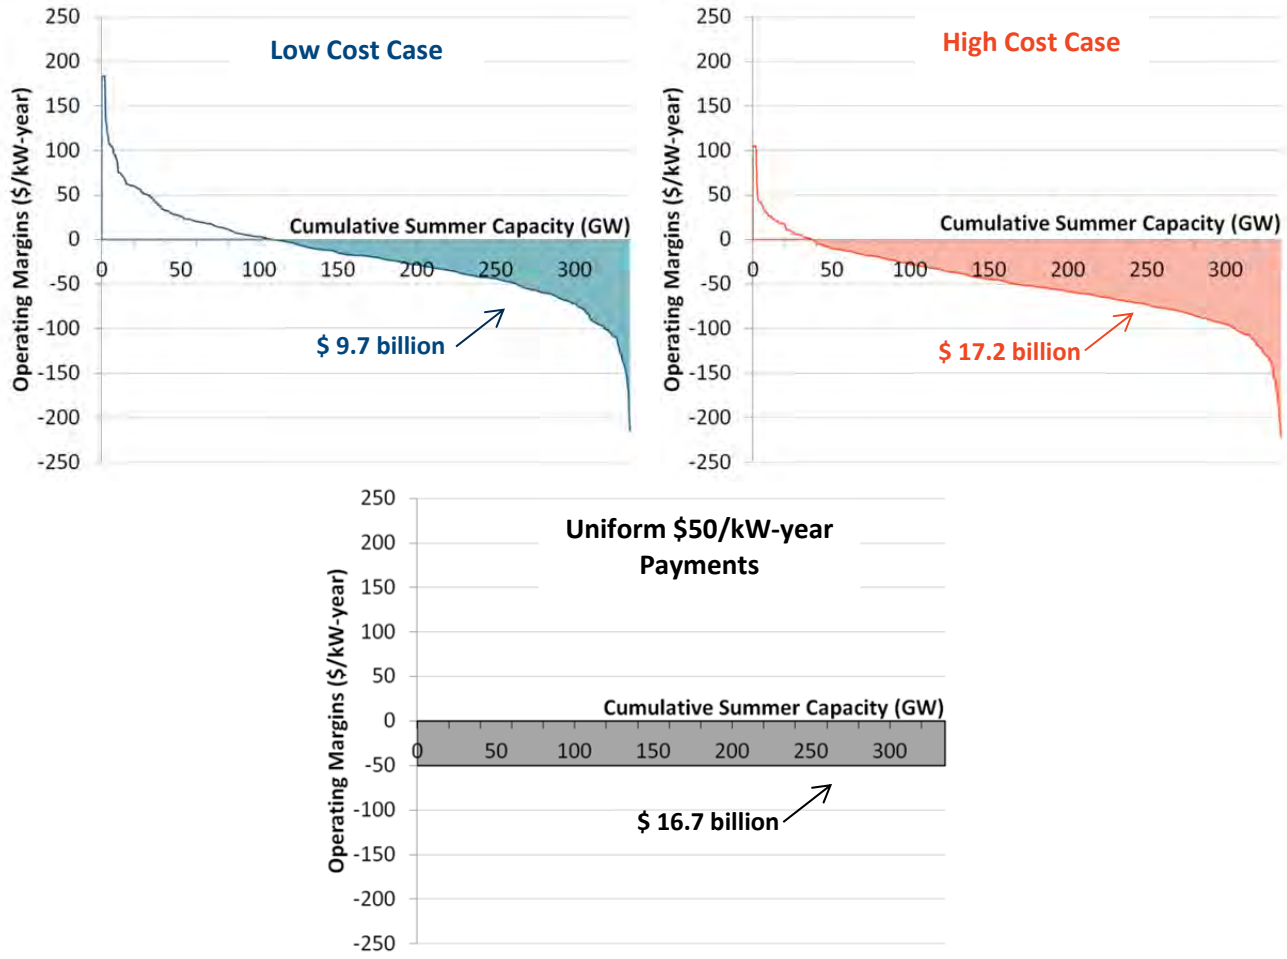 Low Cost Case
Operating Margins ($/kW-year)
250
200
150
100
50
0
-50
-100
-150
-200
-250
Cumulative Summer Capacity (GW)
0 50 100 150 200 250 300
$ 9.7 billion
High Cost Case
Operating Margins ($/kW-year)
250
200
150
100
50
0
-50
-100
-150
-200
-250
Cumulative Summer Capacity (GW)
0 50 100 150 200 250 300
$ 17.2 billion
Uniform $50/kW-year
Payments
Operating Margins ($/kW-year)
250
200
150
100
50
0
-50
-100
-150
-200
-250
Cumulative Summer Capacity (GW)
0 50 100 150 200 250 300
$ 16.7 billion